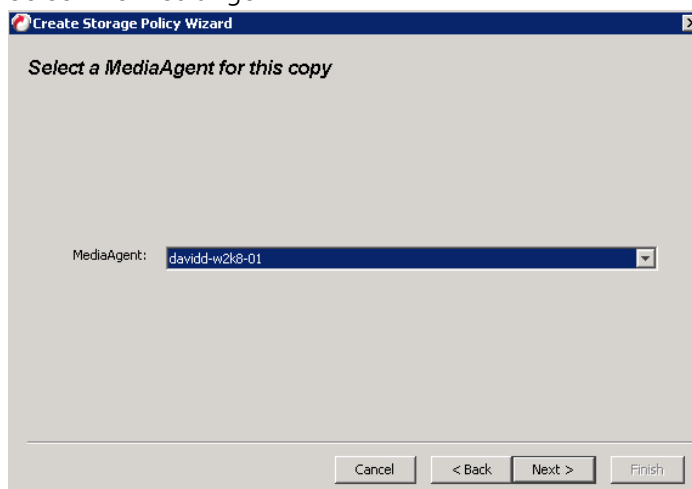 Create Storage Policy Wizard
Select a MediaAgent for this copy
MediaAgent: davidd-w2k8-01
Cancel < Back Next > Finish